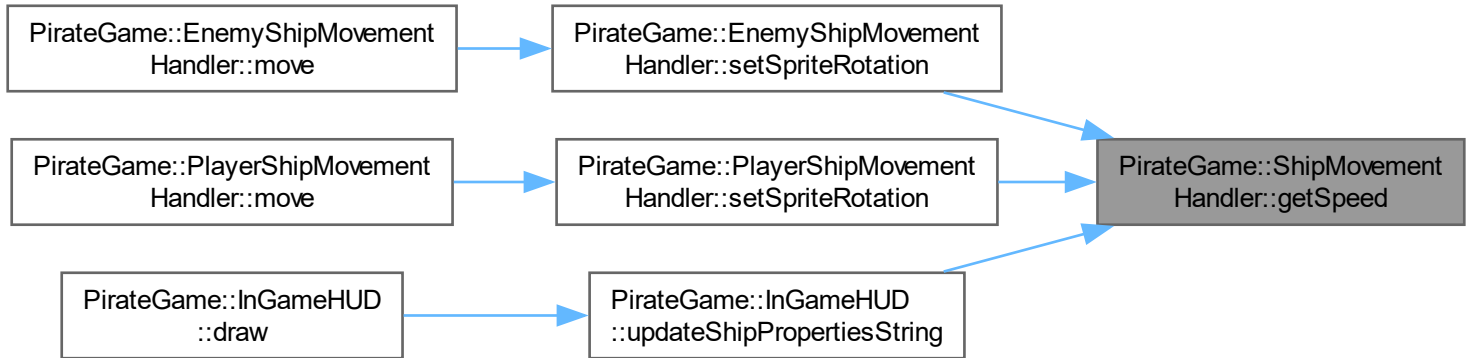 PirateGame::EnemyShipMovement
Handler::move
PirateGame::EnemyShipMovement
Handler::setSpriteRotation
PirateGame::PlayerShipMovement
Handler::move
PirateGame::PlayerShipMovement
Handler::setSpriteRotation
PirateGame::ShipMovement
Handler::getSpeed
PirateGame::InGameHUD
::draw
PirateGame::InGameHUD
::updateShipPropertiesString